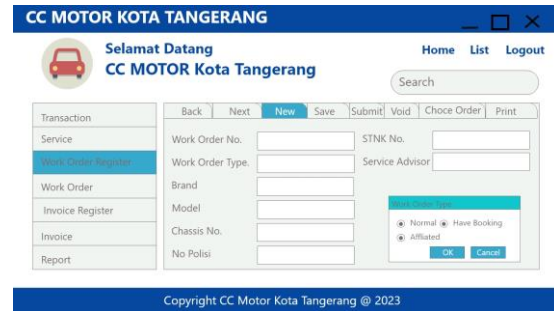 CC MOTOR KOTA TANGERANG
Selamat Datang
CC MOTOR Kota Tangerang
Home List Logout
Search
Back Next New Save Submit Void Choce Order Print
Transaction
Service
Work Order Register
Work Order
Invoice Register
Invoice
Report
Work Order No.
Work Order Type.
Brand
Model
Chassis No.
No Polisi
STNK No.
Service Advisor
Work Order Type
Normal Have Booking
Affliated
OK Cancel
Copyright CC Motor Kota Tangerang @ 2023